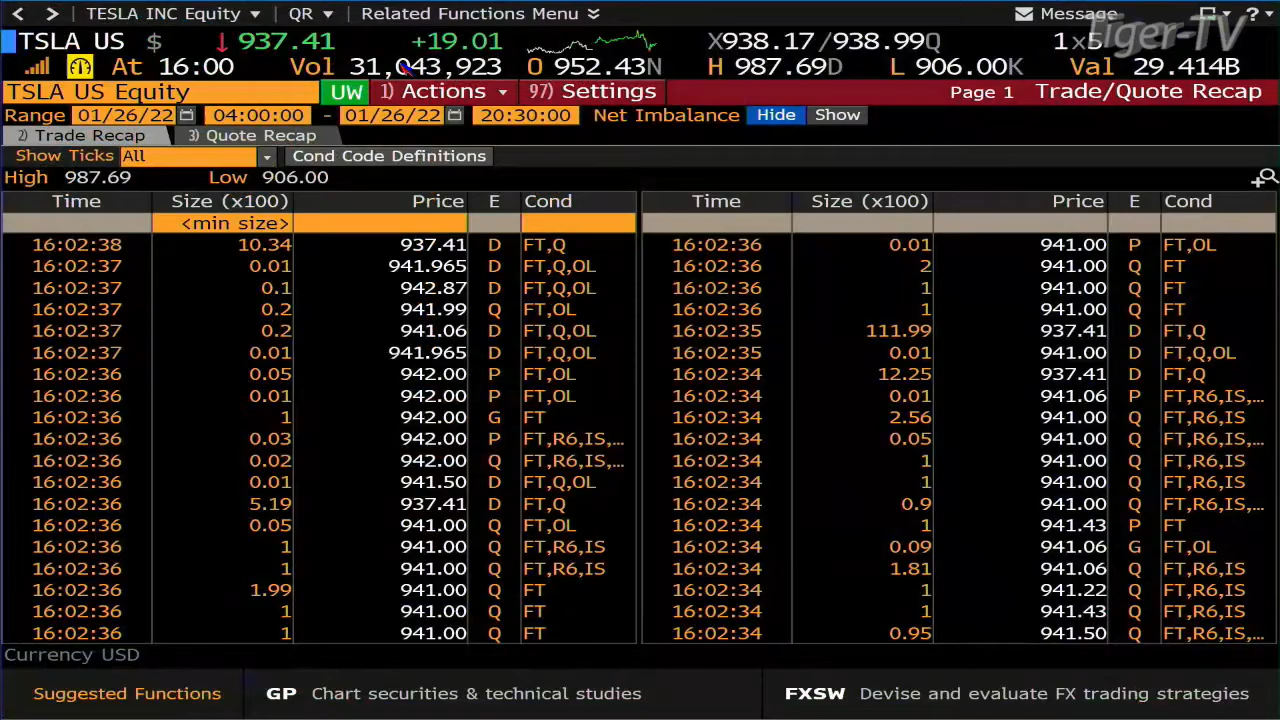 < > TSLA INC Equity ▾ QR ▾ Related Functions Menu Message ? ▾
Tiger-TV
TSLA US $ ↓ 937.41 +19.01 X938.17/938.99Q 1x5
At 16:00 Vol 31,043,923 O 952.43N H 987.69D L 906.00K Val 29.414B
TSLA US Equity UW 1) Actions 97) Settings Page 1 Trade/Quote Recap
Range 01/26/22 04:00:00 - 01/26/22 20:30:00 Net Imbalance Hide Show
2) Trade Recap 3) Quote Recap
Show Ticks All Cond Code Definitions
High 987.69 Low 906.00
Time Size (x100) Price E Cond Time Size (x100) Price E Cond
<min size>
16:02:38 10.34 937.41 D FT,Q 16:02:36 0.01 941.00 P FT,OL
16:02:37 0.01 941.965 D FT,Q,OL 16:02:36 2 941.00 Q FT
16:02:37 0.1 942.87 D FT,Q,OL 16:02:36 1 941.00 Q FT
16:02:37 0.2 941.99 Q FT,OL 16:02:36 1 941.00 Q FT
16:02:37 0.2 941.06 D FT,Q,OL 16:02:35 111.99 937.41 D FT,Q
16:02:37 0.01 941.965 D FT,Q,OL 16:02:35 0.01 941.00 D FT,Q,OL
16:02:36 0.05 942.00 P FT,OL 16:02:34 12.25 937.41 D FT,Q
16:02:36 0.01 942.00 P FT,OL 16:02:34 0.01 941.06 P FT,R6,IS,...
16:02:36 1 942.00 G FT 16:02:34 2.56 941.00 Q FT,R6,IS
16:02:36 0.03 942.00 P FT,R6,IS,... 16:02:34 0.05 941.00 Q FT,R6,IS,...
16:02:36 0.02 942.00 Q FT,R6,IS,... 16:02:34 1 941.00 Q FT,R6,IS
16:02:36 0.01 941.50 D FT,Q,OL 16:02:34 1 941.00 Q FT,R6,IS
16:02:36 5.19 937.41 D FT,Q 16:02:34 0.9 941.00 Q FT,R6,IS,...
16:02:36 0.05 941.00 Q FT,OL 16:02:34 1 941.43 P FT
16:02:36 1 941.00 Q FT,R6,IS 16:02:34 0.09 941.06 G FT,OL
16:02:36 1 941.00 Q FT,R6,IS 16:02:34 1.81 941.06 Q FT,R6,IS
16:02:36 1.99 941.00 Q FT 16:02:34 1 941.22 Q FT,R6,IS
16:02:36 1 941.00 Q FT 16:02:34 1 941.43 Q FT,R6,IS
16:02:36 1 941.00 Q FT 16:02:34 0.95 941.50 Q FT,R6,IS,...
Currency USD
Suggested Functions GP Chart securities & technical studies FXSW Devise and evaluate FX trading strategies